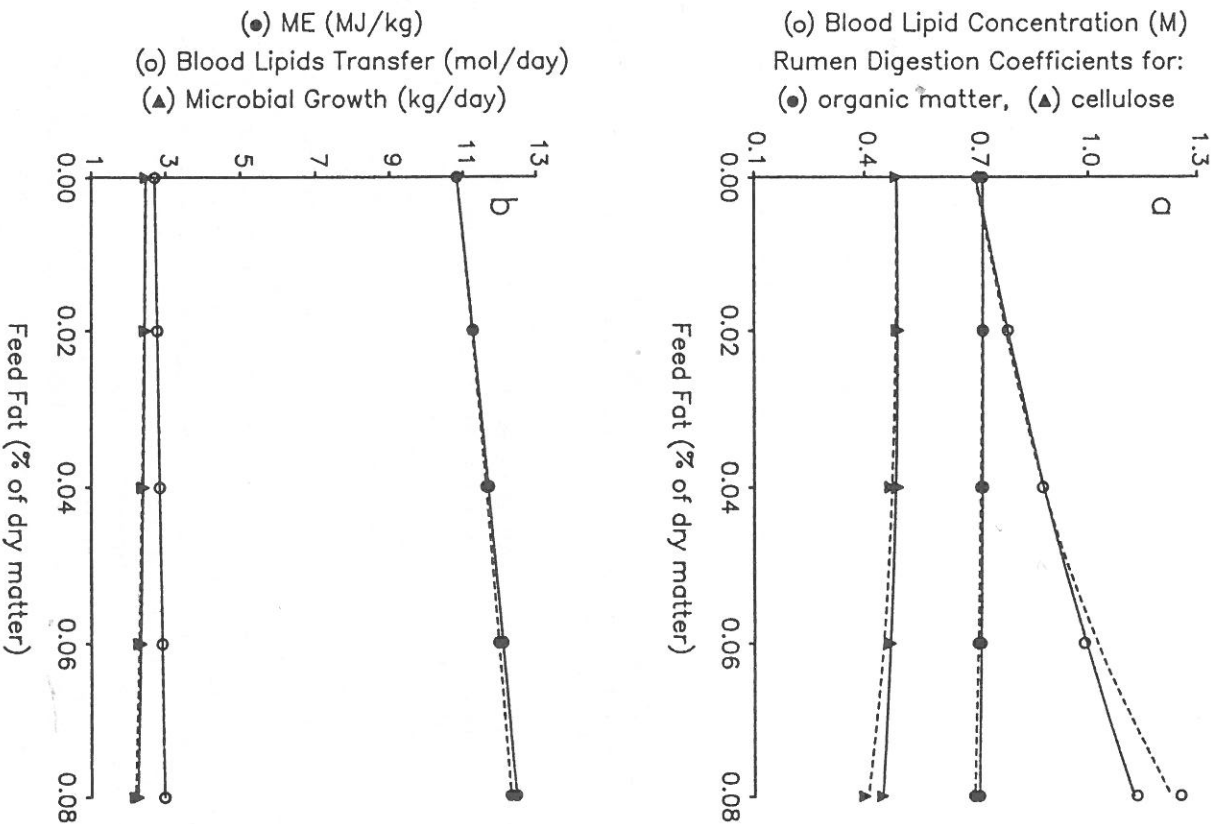 (o) Blood Lipid Concentration (M)
Rumen Digestion Coefficients for:
(●) organic matter, (▲) cellulose
a
1.3
1.0
0.7
0.4
0.1
0.00 0.02 0.04 0.06 0.08
Feed Fat (% of dry matter)
(●) ME (MJ/kg)
(o) Blood Lipids Transfer (mol/day)
(▲) Microbial Growth (kg/day)
b
13
11
9
7
5
3
1
0.00 0.02 0.04 0.06 0.08
Feed Fat (% of dry matter)